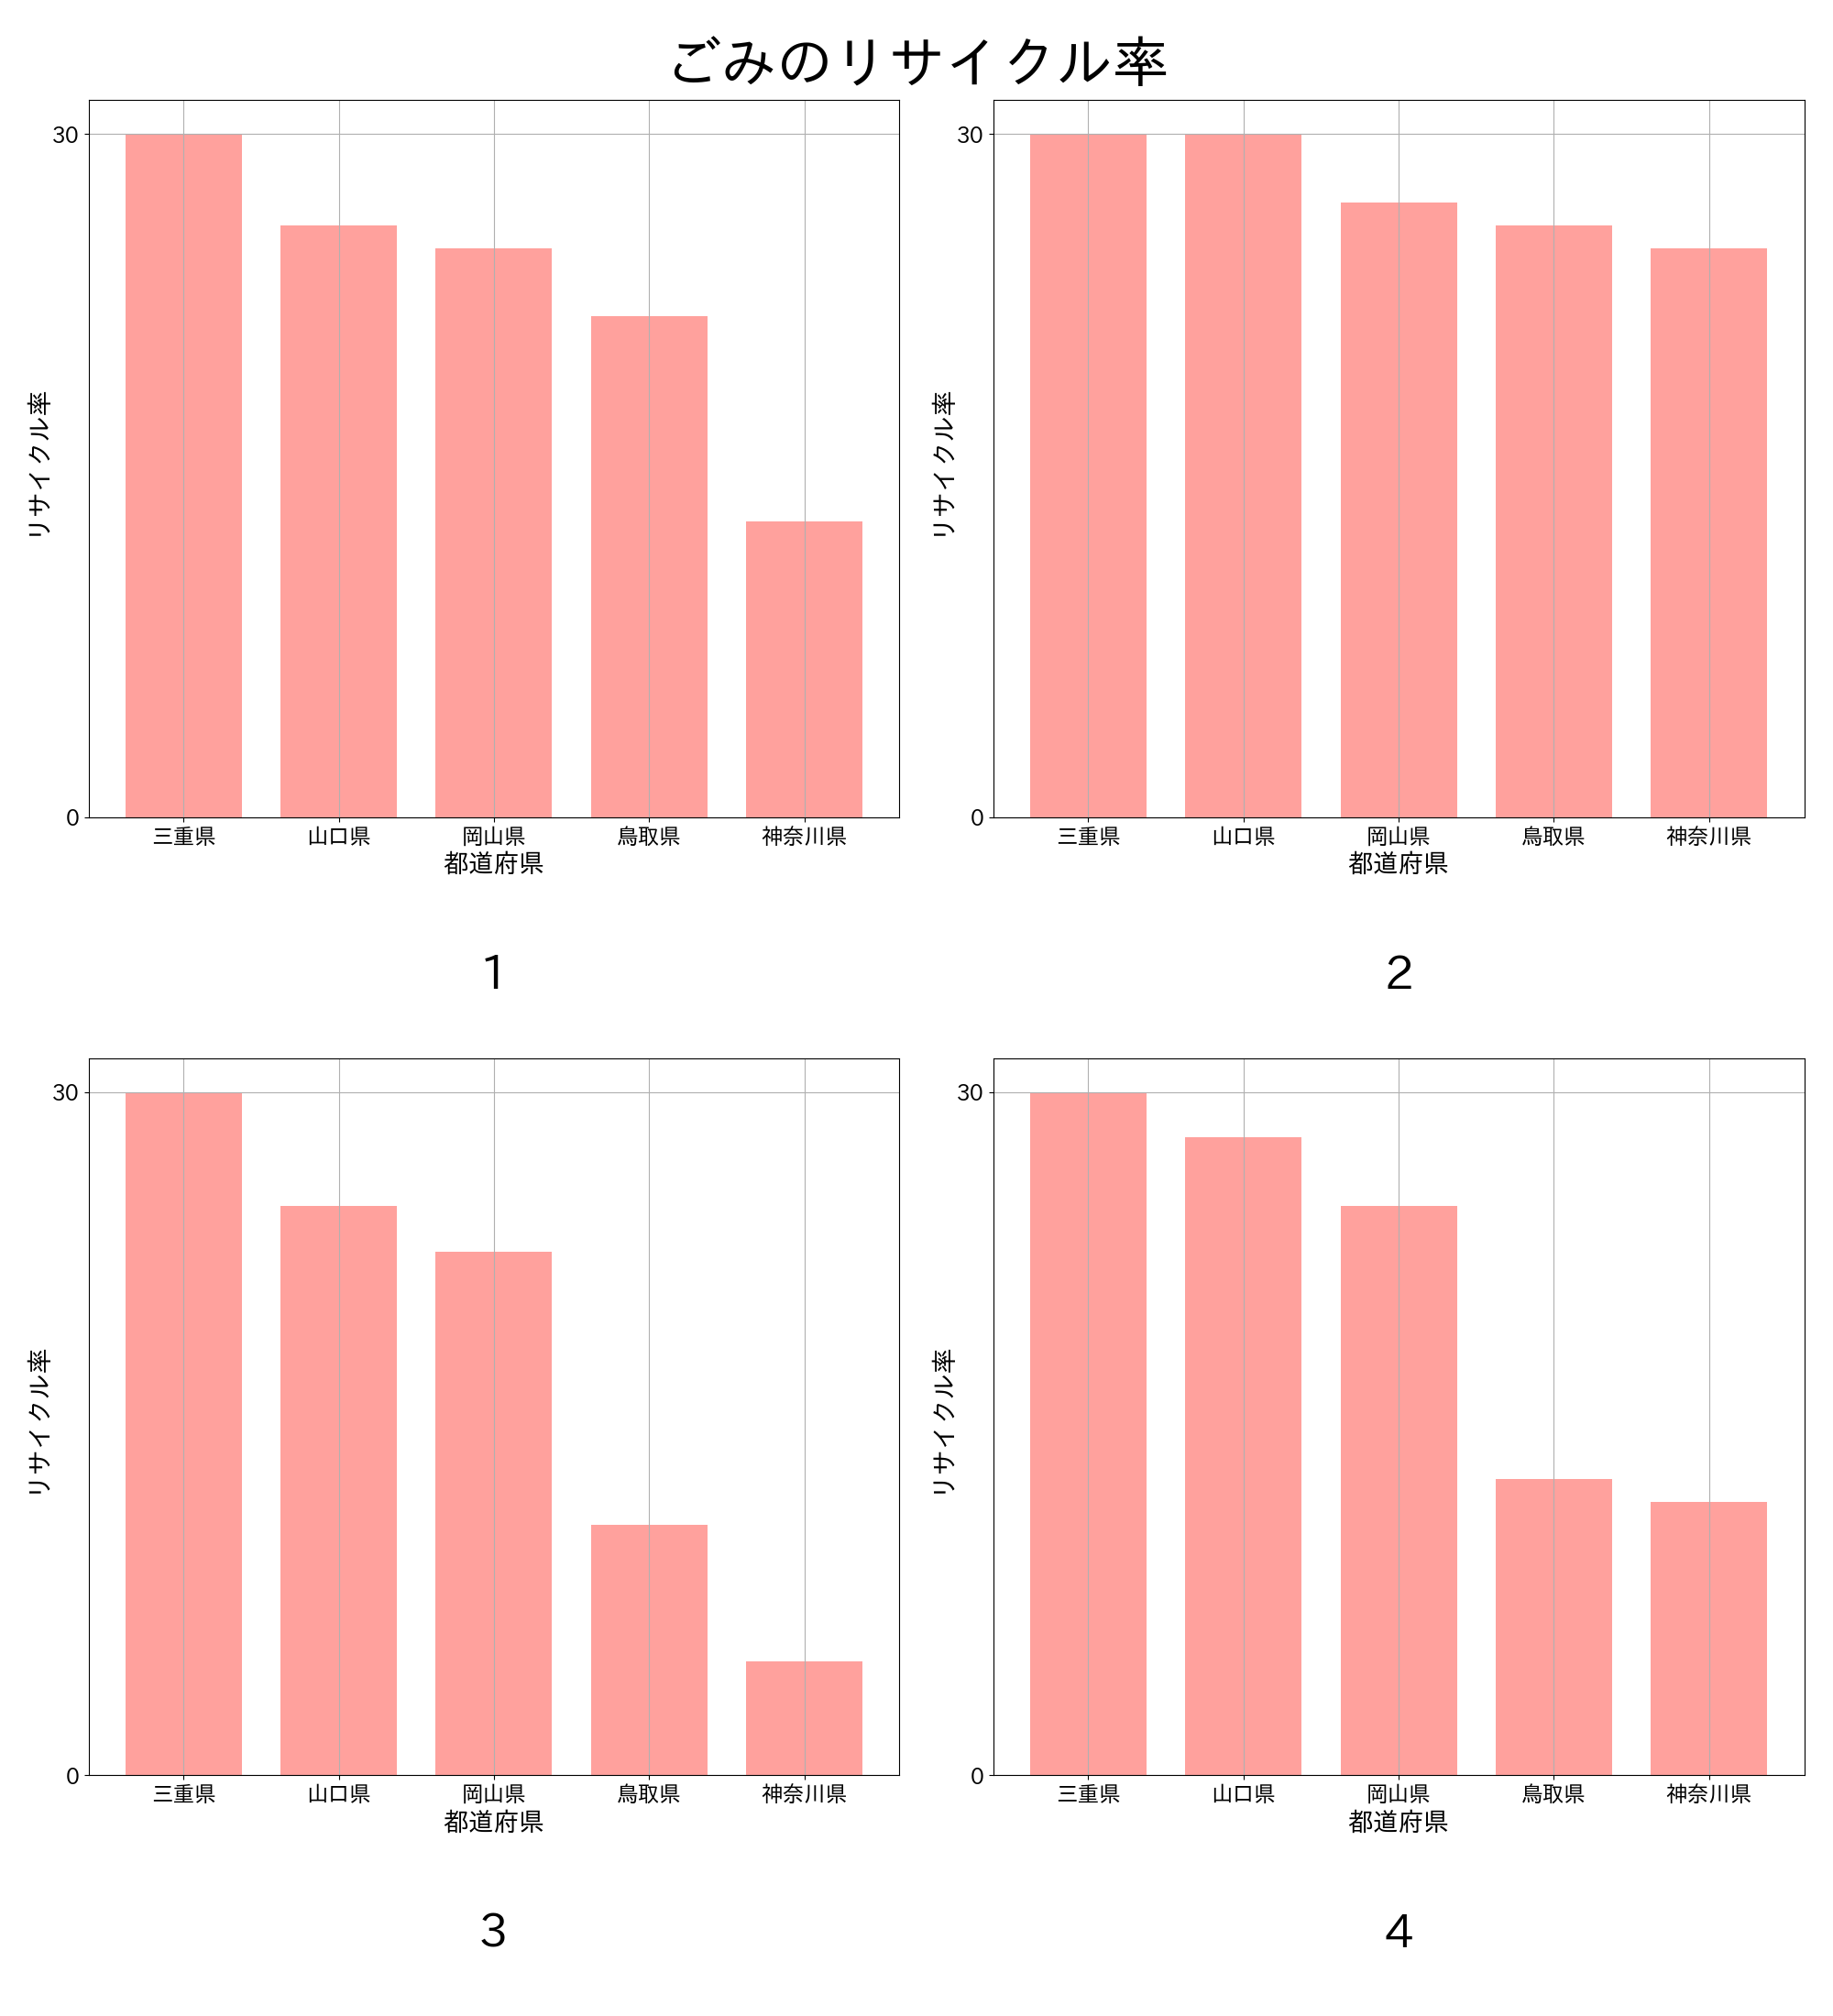 ごみのリサイクル率
30
0
リサイクル率
三重県 山口県 岡山県 鳥取県 神奈川県
都道府県
1
30
0
リサイクル率
三重県 山口県 岡山県 鳥取県 神奈川県
都道府県
2
30
0
リサイクル率
三重県 山口県 岡山県 鳥取県 神奈川県
都道府県
3
30
0
リサイクル率
三重県 山口県 岡山県 鳥取県 神奈川県
都道府県
4